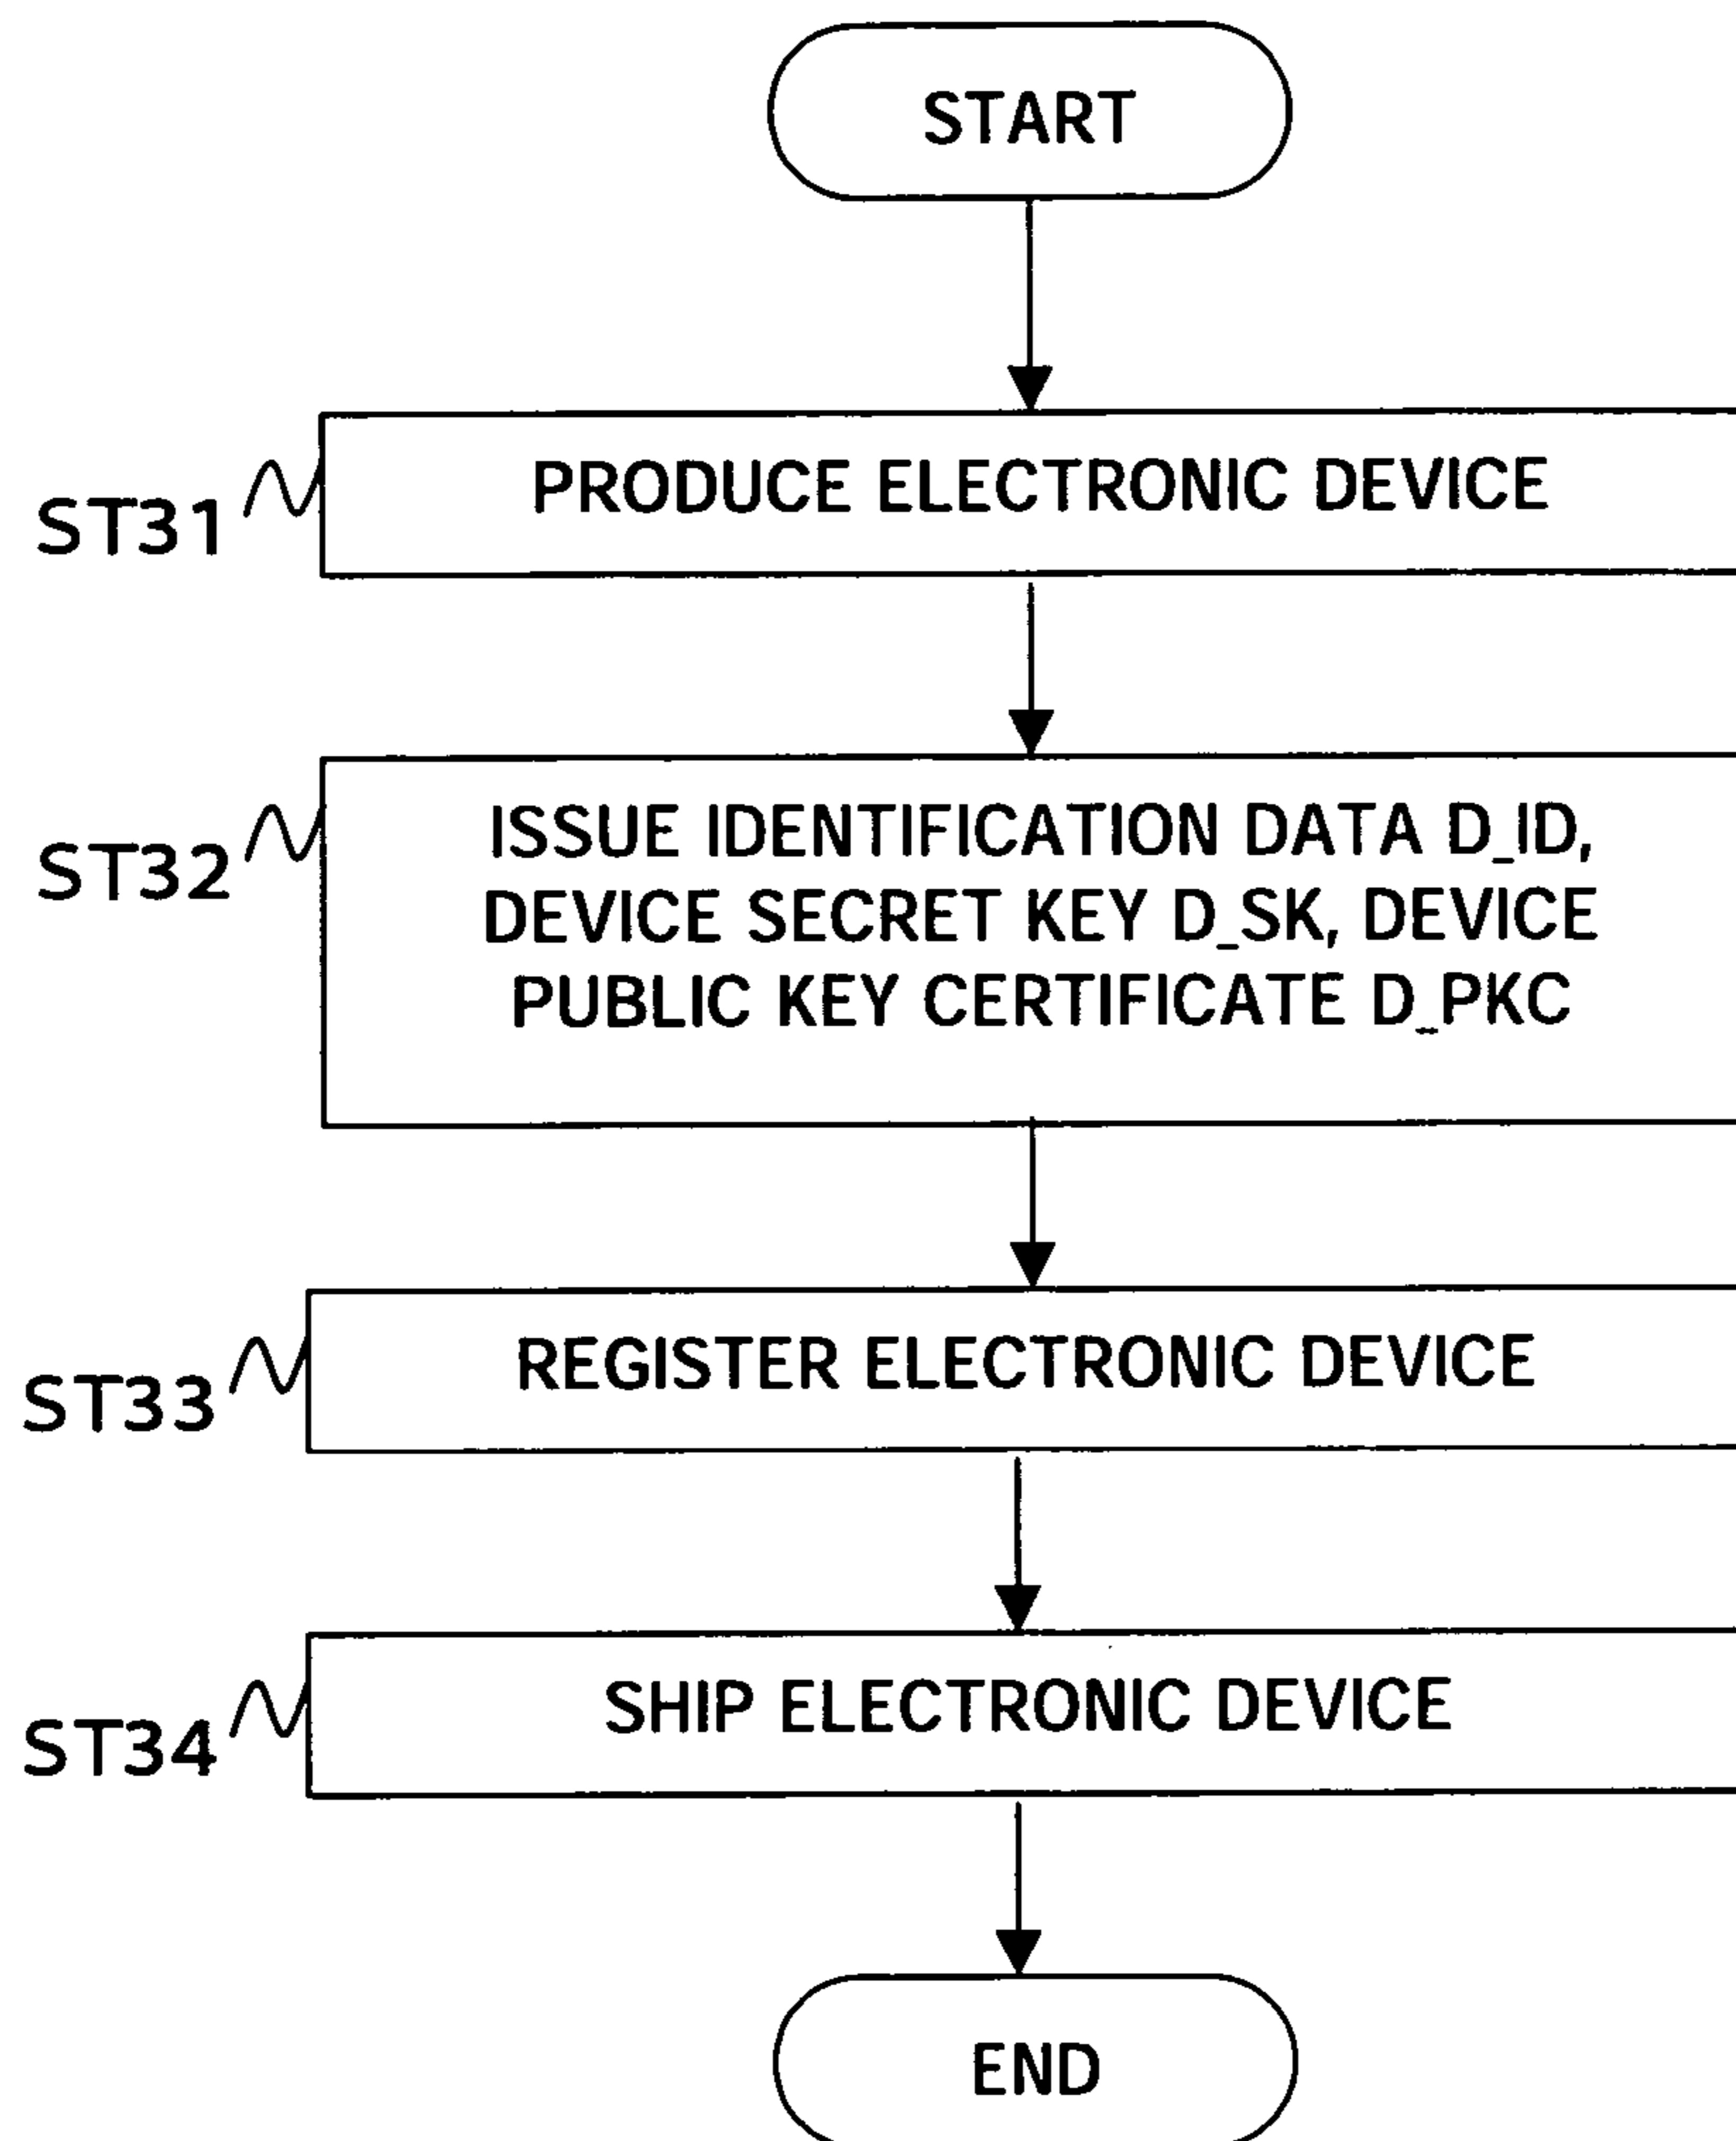 START
PRODUCE ELECTRONIC DEVICE
ST31
ISSUE IDENTIFICATION DATA D_ID,
DEVICE SECRET KEY D_SK, DEVICE
PUBLIC KEY CERTIFICATE D_PKC
ST32
REGISTER ELECTRONIC DEVICE
ST33
SHIP ELECTRONIC DEVICE
ST34
END